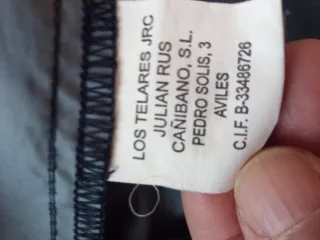 LOS TELARES JRC
JULIAN RUS
CAÑIBANO, S.L.
PEDRO SOLIS, 3
AVILES
C.I.F. B-33486726